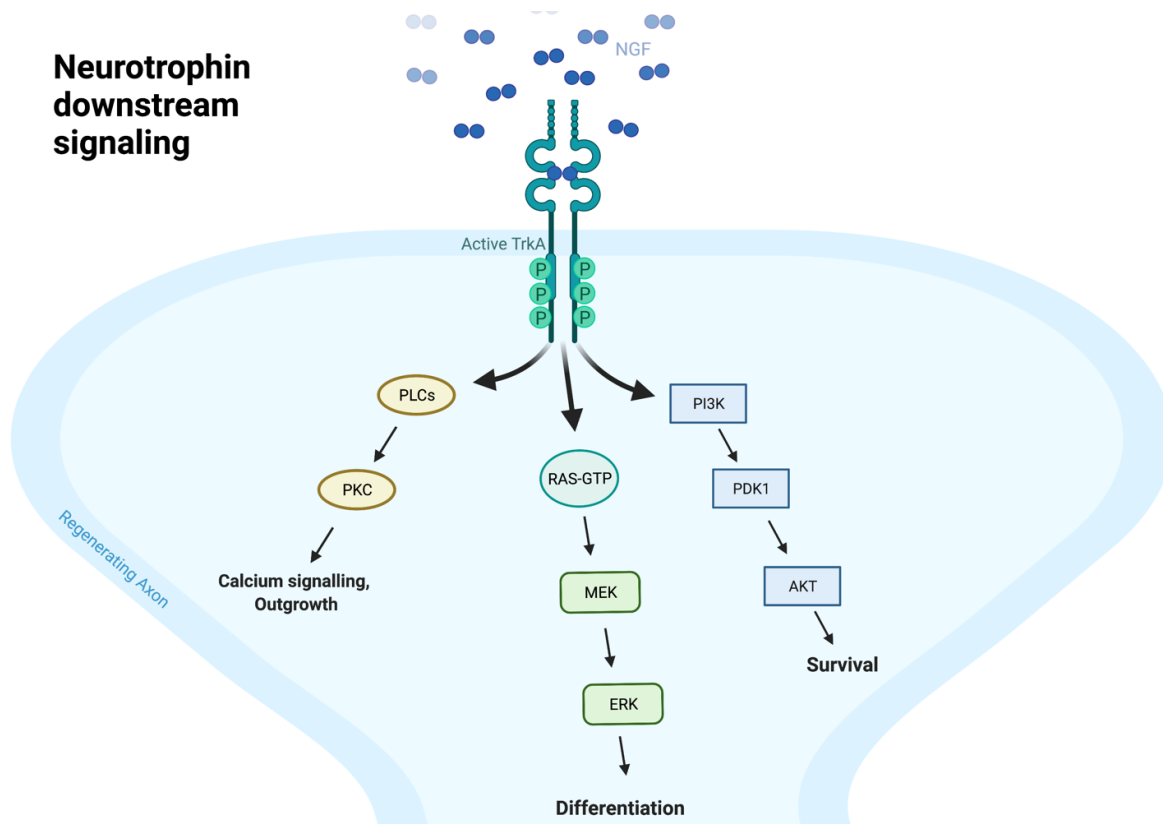 Neurotrophin
downstream
signaling
NGF
Active TrkA
P P
P P
P P
PLCs
PI3K
PKC
RAS-GTP
PDK1
Regenerating Axon
Calcium signalling,
Outgrowth
MEK
AKT
Survival
ERK
Differentiation